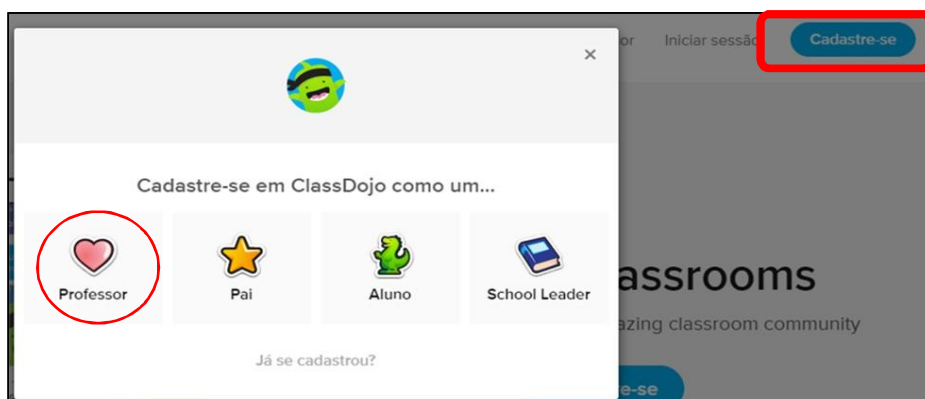 or Iniciar sessão Cadastre-se
×
Cadastre-se em ClassDojo como um...
Professor Pai Aluno School Leader
Já se cadastrou?
assrooms
azing classroom community
e-se